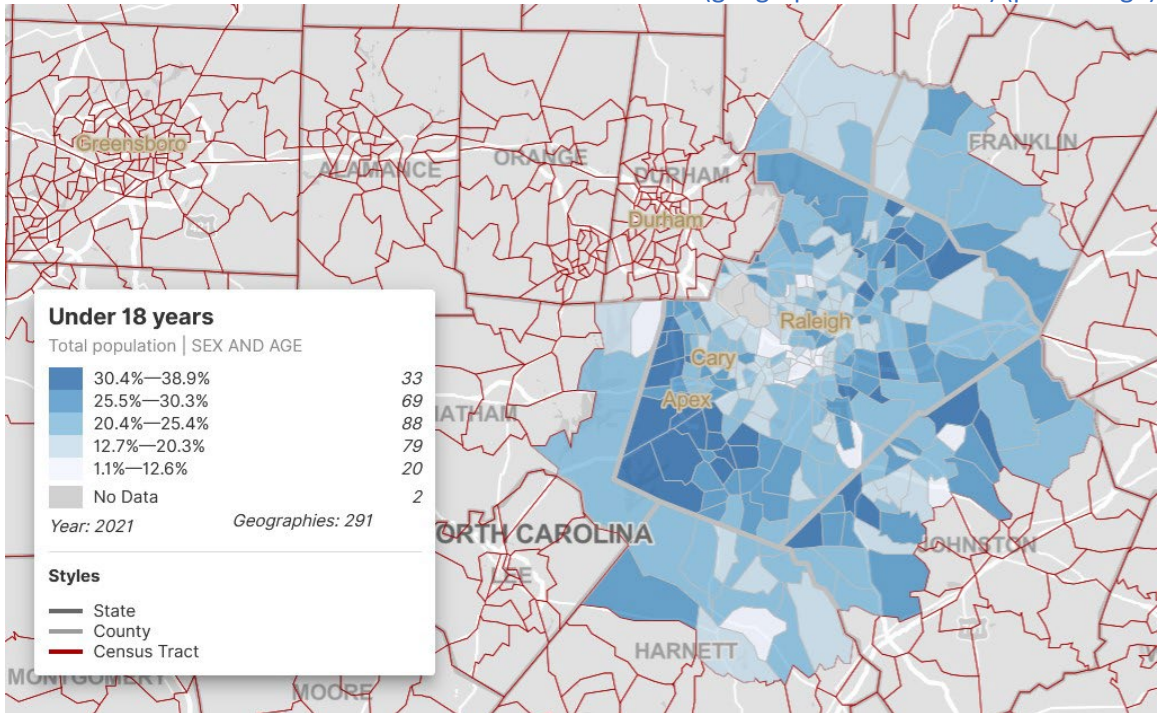 FRANKLIN
Greensboro
ALAMANCE
ORANGE
DURHAM
Durham
Under 18 years
Total population | SEX AND AGE
30.4%—38.9% 33
25.5%—30.3% 69
20.4%—25.4% 88
12.7%—20.3% 79
1.1%—12.6% 20
No Data 2
Year: 2021 Geographies: 291
Styles
State
County
Census Tract
Raleigh
Cary
Apex
HATHAM
ORTH CAROLINA
JOHNSTON
LEE
HARNETT
MONTGOMERY
MOORE